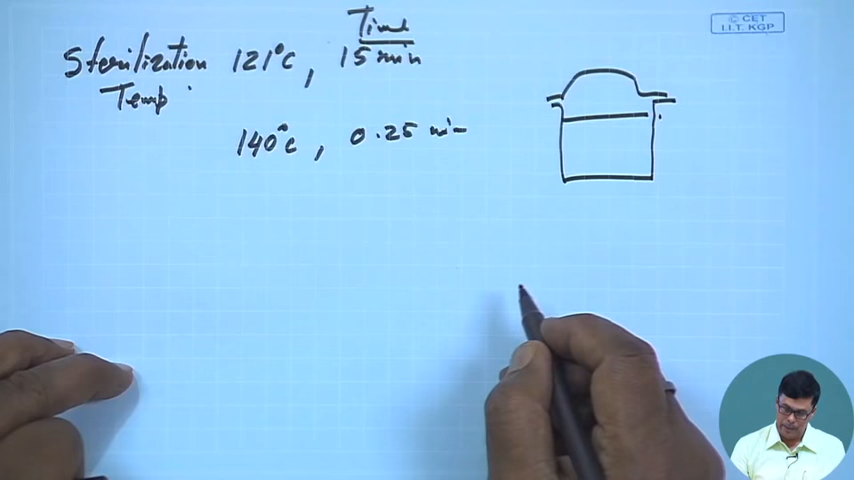 © CET
I.I.T. KGP
Time
Sterilization 121°C, 15 min
Temp
140°C, 0.25 min